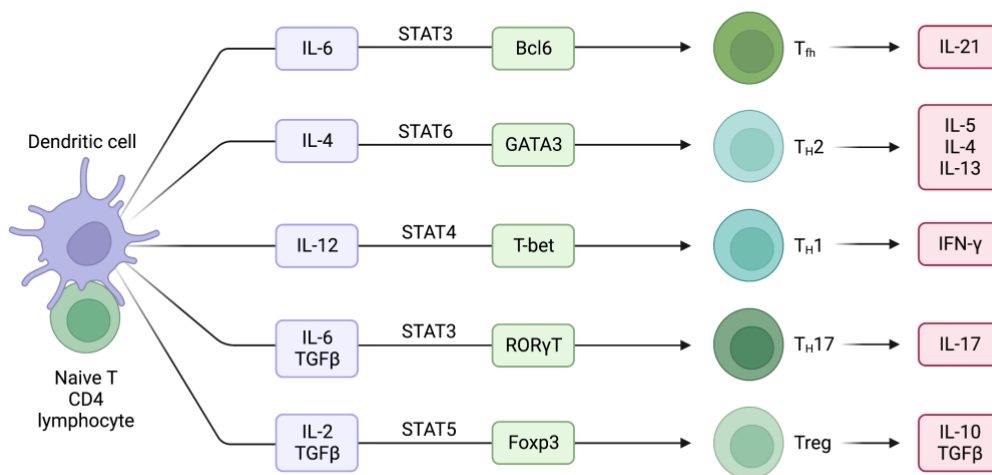 IL-6
STAT3
Bcl6
Tfh
IL-21
Dendritic cell
IL-4
STAT6
GATA3
TH2
IL-5
IL-4
IL-13
IL-12
STAT4
T-bet
TH1
IFN-γ
IL-6
TGFβ
STAT3
RORγT
TH17
IL-17
Naive T
CD4
lymphocyte
IL-2
TGFβ
STAT5
Foxp3
Treg
IL-10
TGFβ